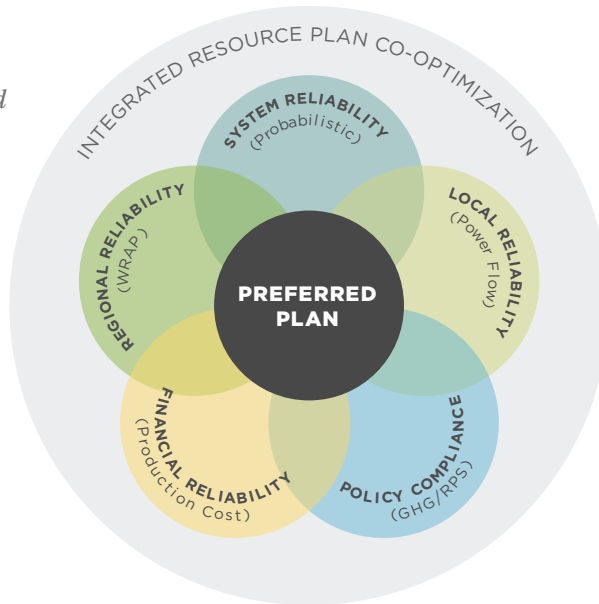 INTEGRATED RESOURCE PLAN CO-OPTIMIZATION
SYSTEM RELIABILITY
(Probabilistic)
LOCAL RELIABILITY
(Power Flow)
POLICY COMPLIANCE
(GHG/RPS)
FINANCIAL RELIABILITY
(Production Cost)
REGIONAL RELIABILITY
(WRAP)
PREFERRED
PLAN